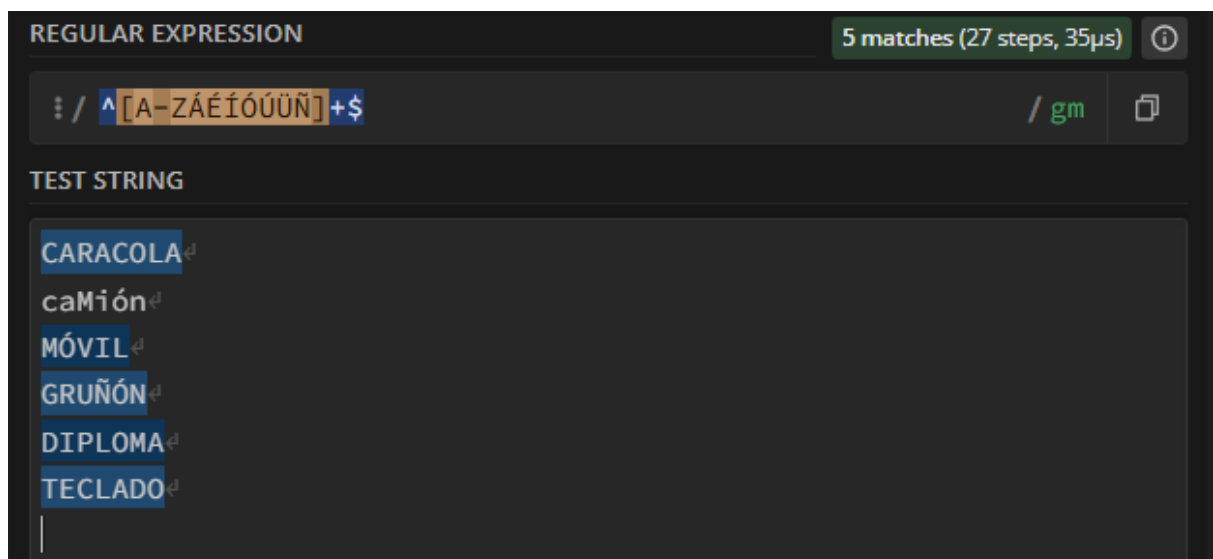 REGULAR EXPRESSION
5 matches (27 steps, 35μs)
/ ^[A-ZÁÉÍÓÚÜÑ]+$ / gm
TEST STRING
CARACOLA
caMión
MÓVIL
GRUÑÓN
DIPLOMA
TECLADO